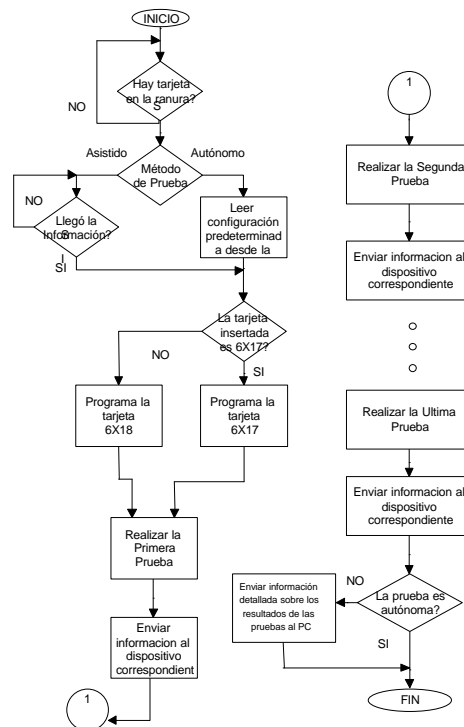 INICIO
Hay tarjeta
en la ranura?
S
NO
Asistido
Autónomo
Método
de Prueba
NO
Llegó la
Información?
S
I
SI
Leer
configuración
predeterminad
a desde la
La tarjeta
insertada
es 6X17?
NO
SI
Programa la
tarjeta
6X18
Programa la
tarjeta
6X17
Realizar la
Primera
Prueba
Enviar
informacion al
dispositivo
correspondient
1
1
Realizar la Segunda
Prueba
Enviar informacion al
dispositivo
correspondiente
Realizar la Ultima
Prueba
Enviar informacion al
dispositivo
correspondiente
La prueba es
autónoma?
NO
SI
Enviar información
detallada sobre los
resultados de las
pruebas al PC
FIN